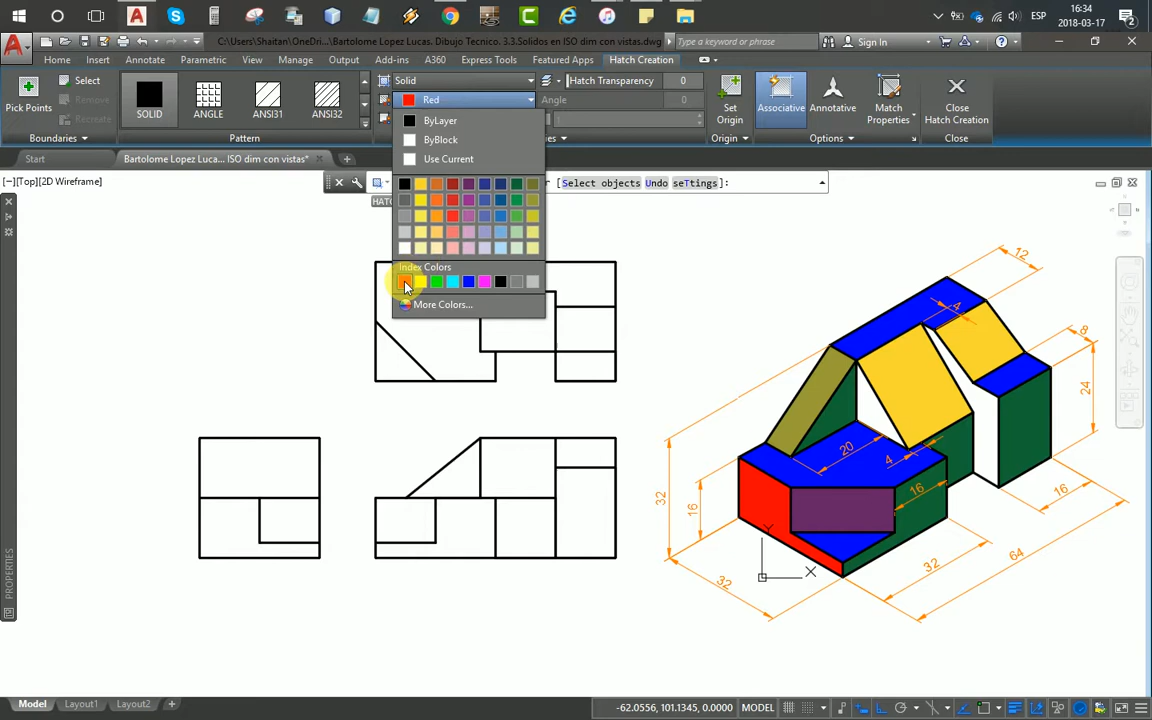 16:34
ESP
2018-03-17
C:\Users\Shaitan\OneDri... Bartolome Lopez Lucas. Dibujo Tecnico. 3.3.Solidos en ISO dim con vistas.dwg
Type a keyword or phrase
Sign In
Home Insert Annotate Parametric View Manage Output Add-ins A360 Express Tools Featured Apps Hatch Creation
Pick Points
Select
Remove
Recreate
Boundaries
SOLID
ANGLE
ANSI31
ANSI32
Pattern
Solid
Red
Hatch Transparency 0
Angle 0
1
Set Origin
Origin
Associative
Annotative
Match Properties
Options
Close Hatch Creation
Close
ByLayer
ByBlock
Use Current
Index Colors
More Colors...
Start
Bartolome Lopez Luca... ISO dim con vistas*
[−][Top][2D Wireframe]
[Select objects Undo seTtings]:
12
4
8
24
20
4
16
16
32
16
32
64
32
Y
X
PROPERTIES
Model Layout1 Layout2
-62.0556, 101.1345, 0.0000 MODEL